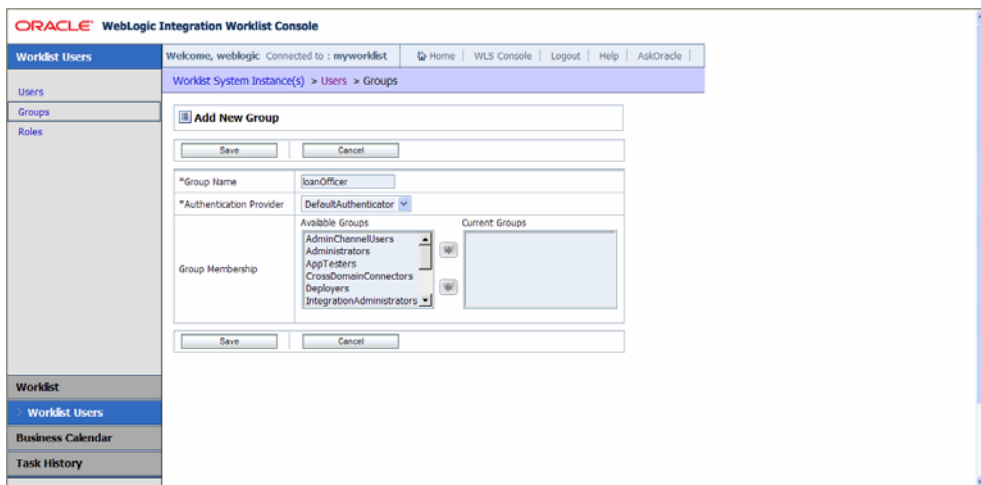 ORACLE WebLogic Integration Worklist Console
Worklist Users
Welcome, weblogic Connected to : myworklist Home WLS Console Logout Help AskOracle
Worklist System Instance(s) > Users > Groups
Users
Groups
Roles
Add New Group
Save Cancel
*Group Name loanOfficer
*Authentication Provider DefaultAuthenticator
Available Groups Current Groups
Group Membership
AdminChannelUsers
Administrators
AppTesters
CrossDomainConnectors
Deployers
IntegrationAdministrators
Save Cancel
Worklist
> Worklist Users
Business Calendar
Task History